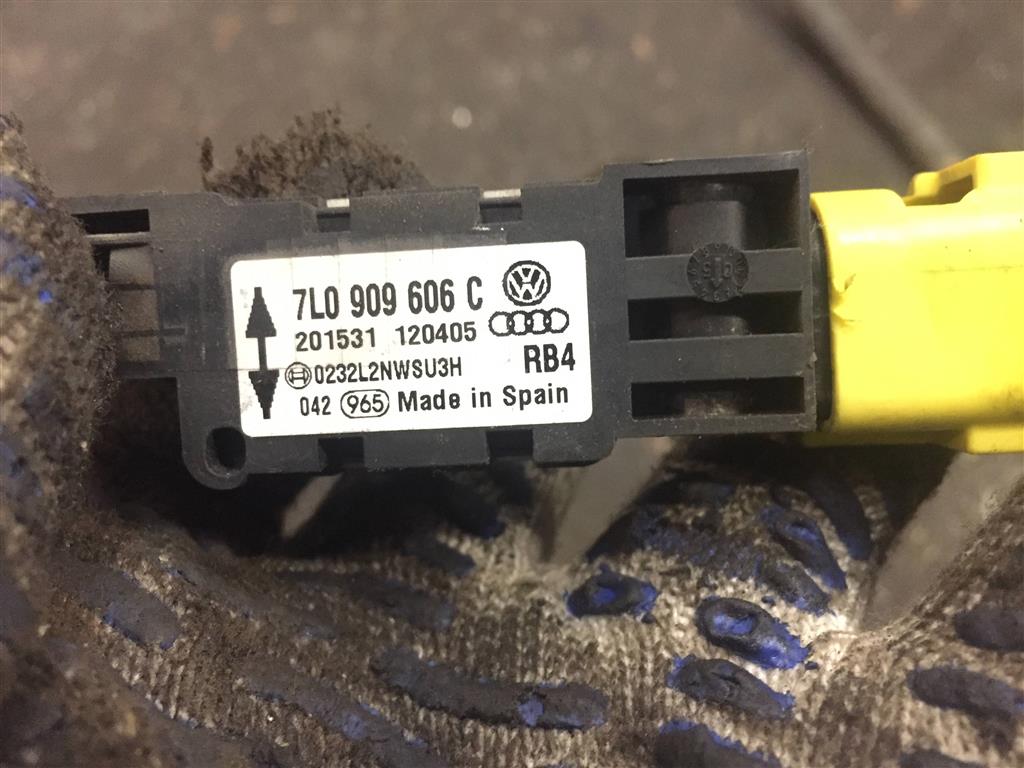 7L0 909 606 C
201531 120405
0232L2NWSU3H
RB4
042 965 Made in Spain